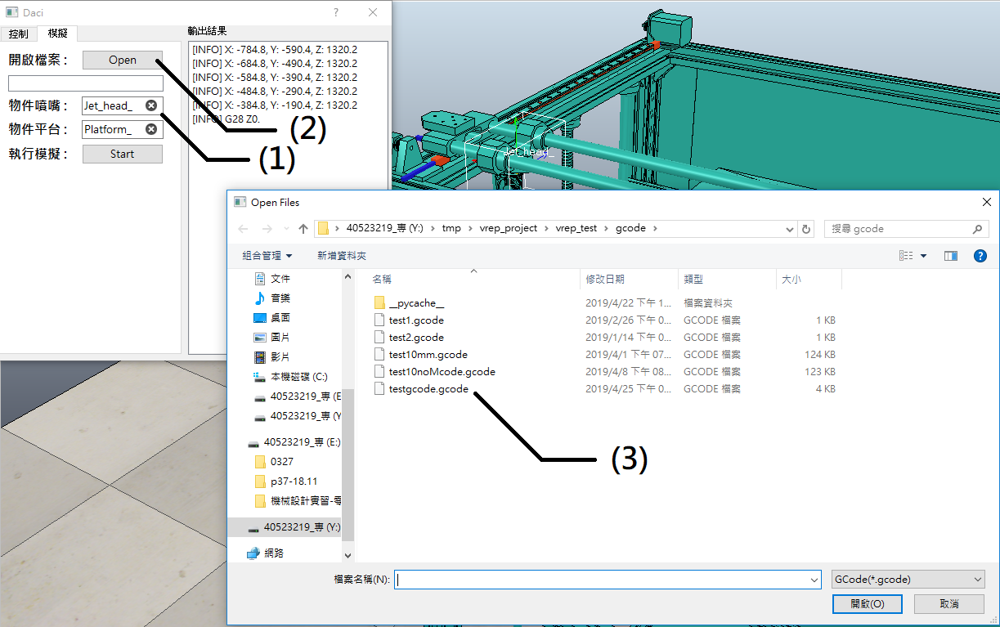 Daci
控制 模擬
開啟檔案： Open
物件噴嘴： Jet_head_
物件平台： Platform_
執行模擬： Start
輸出結果
[INFO] X: -784.8, Y: -590.4, Z: 1320.2
[INFO] X: -684.8, Y: -490.4, Z: 1320.2
[INFO] X: -584.8, Y: -390.4, Z: 1320.2
[INFO] X: -484.8, Y: -290.4, Z: 1320.2
[INFO] X: -384.8, Y: -190.4, Z: 1320.2
[INFO] G28 Z0.
(2)
(1)
Jet_head_
Open Files
40523219_專 (Y:) › tmp › vrep_project › vrep_test › gcode ›
搜尋 gcode
組合管理 新增資料夾
文件
音樂
桌面
圖片
影片
本機磁碟 (C:)
40523219_專 (E
40523219_專 (Y
40523219_專 (E:)
0327
p37-18.11
機械設計實習-零
40523219_專 (Y:)
網路
名稱 修改日期 類型 大小
__pycache__ 2019/4/22 下午 1... 檔案資料夾
test1.gcode 2019/2/26 下午 0... GCODE 檔案 1 KB
test2.gcode 2019/1/14 下午 0... GCODE 檔案 1 KB
test10mm.gcode 2019/4/1 下午 07... GCODE 檔案 124 KB
test10noMcode.gcode 2019/4/8 下午 08... GCODE 檔案 123 KB
testgcode.gcode 2019/4/25 下午 0... GCODE 檔案 4 KB
(3)
檔案名稱(N):
GCode(*.gcode)
開啟(O) 取消